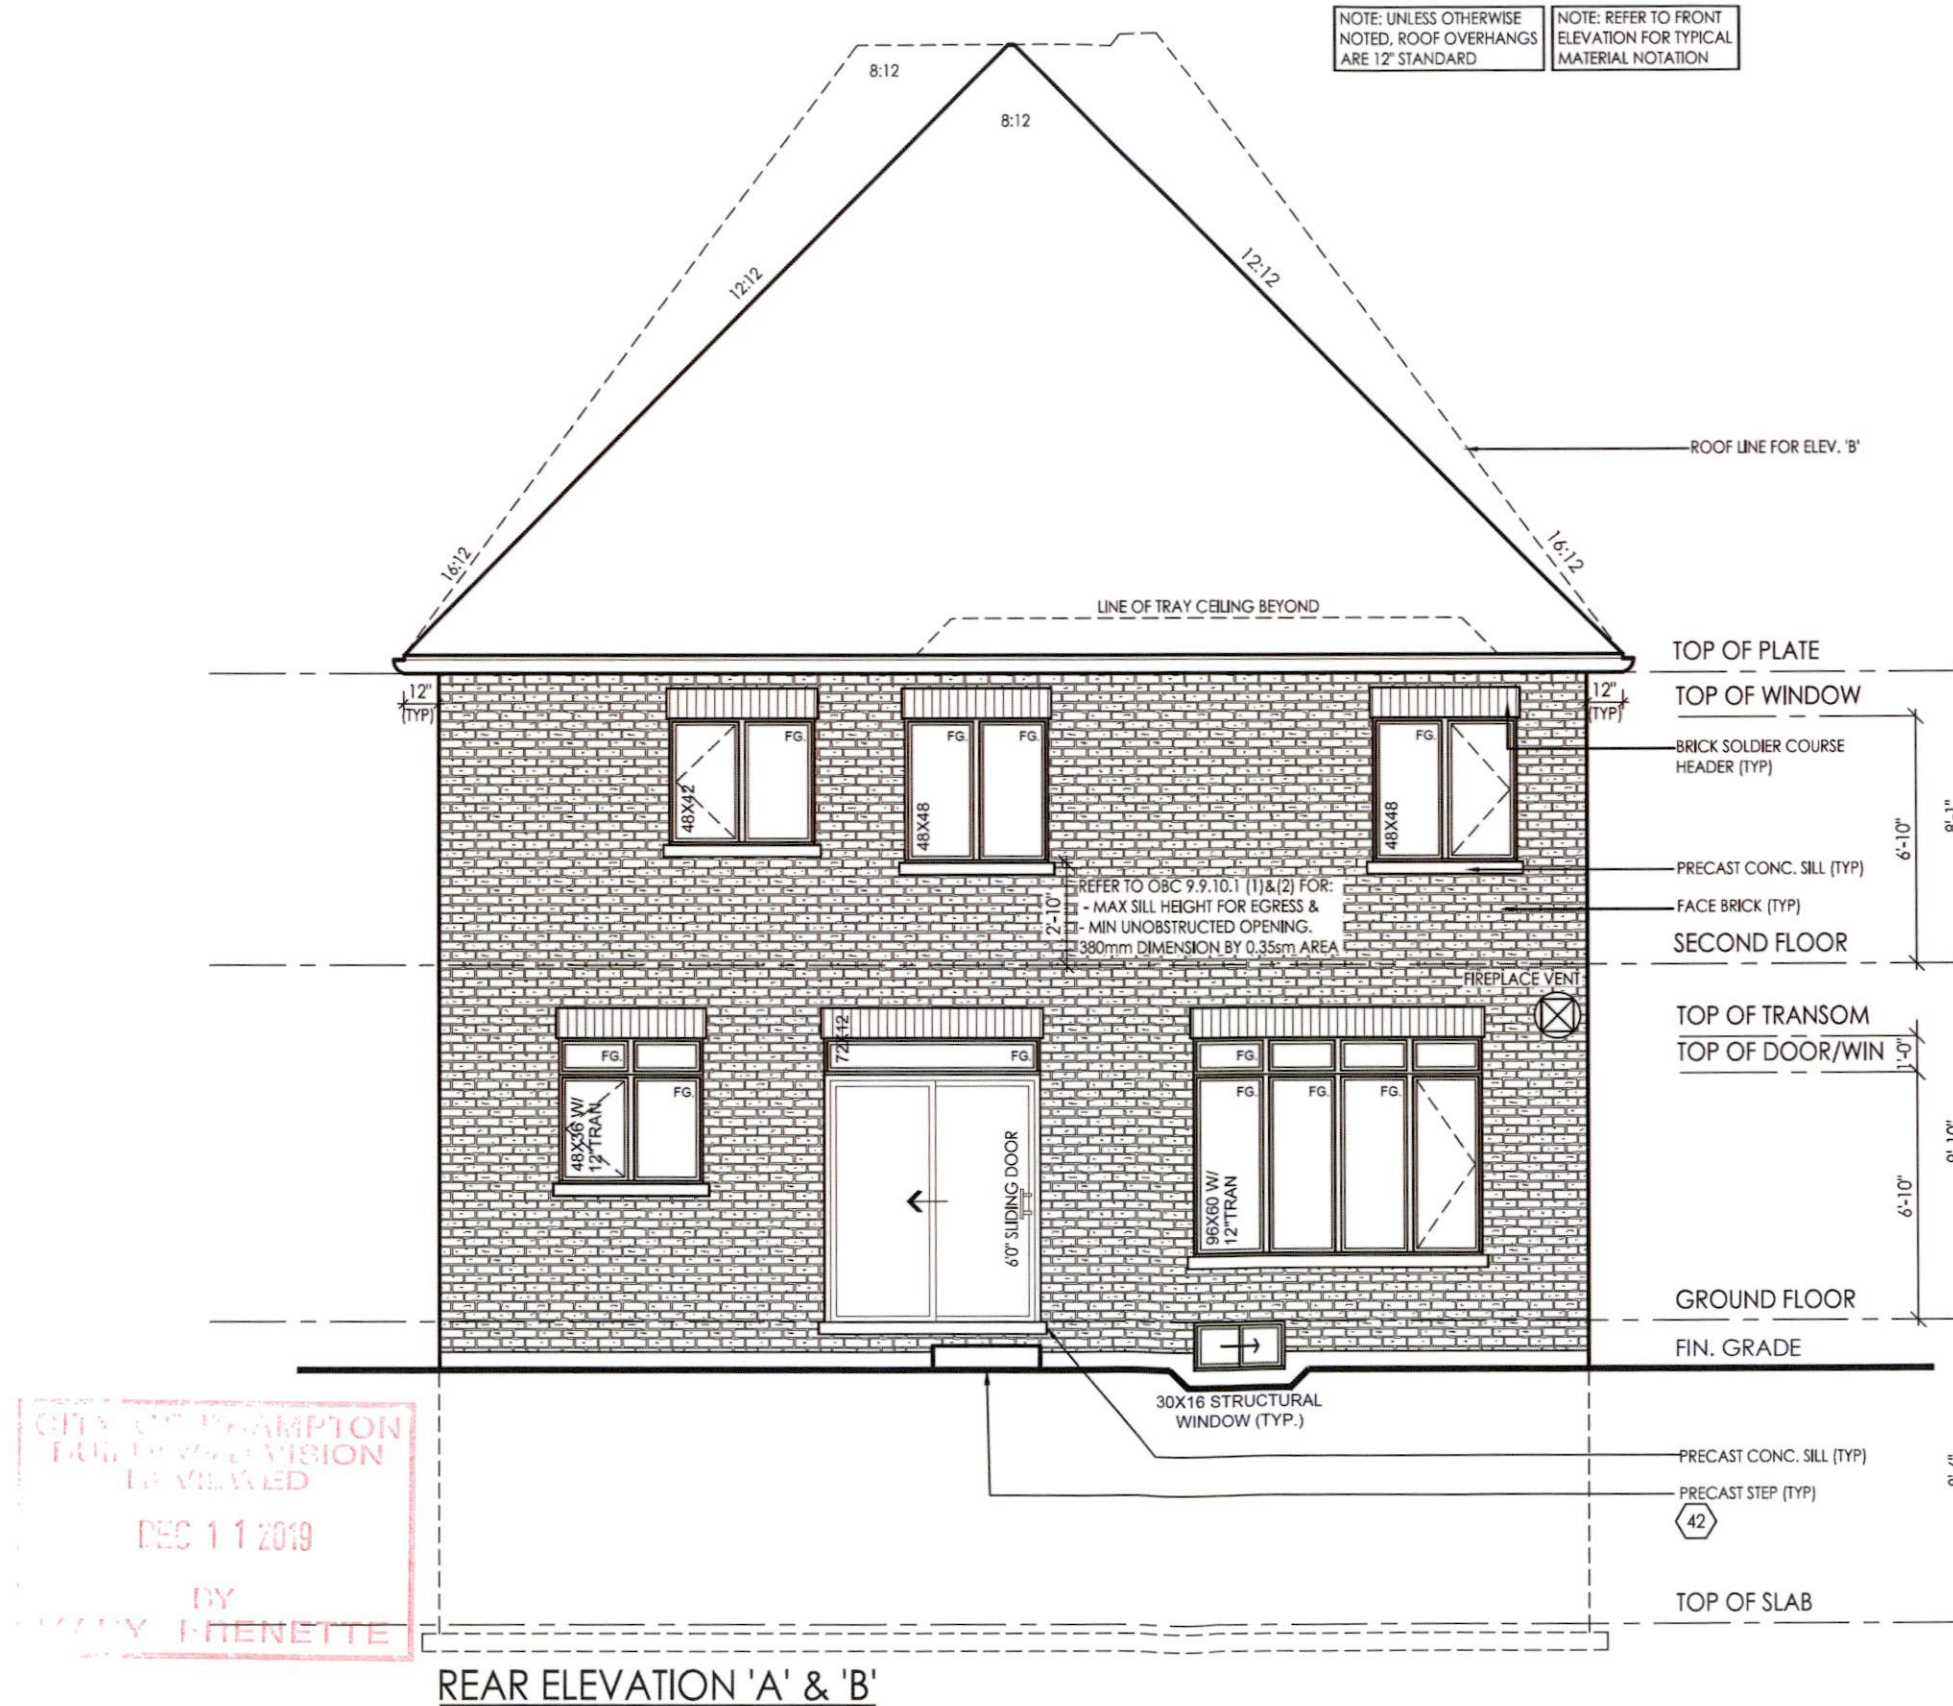 NOTE: UNLESS OTHERWISE
NOTED, ROOF OVERHANGS
ARE 12" STANDARD
NOTE: REFER TO FRONT
ELEVATION FOR TYPICAL
MATERIAL NOTATION
8:12
8:12
12:12
12:12
ROOF LINE FOR ELEV. 'B'
16:12
16:12
LINE OF TRAY CEILING BEYOND
TOP OF PLATE
12"
(TYP)
12"
(TYP)
TOP OF WINDOW
FG.
FG.
FG.
FG.
48X42
48X48
48X48
BRICK SOLDIER COURSE
HEADER (TYP)
6'-10"
PRECAST CONC. SILL (TYP)
2'-10"
REFER TO OBC 9.9.10.1 (1)&(2) FOR:
- MAX SILL HEIGHT FOR EGRESS &
- MIN UNOBSTRUCTED OPENING.
380mm DIMENSION BY 0.35sm AREA
FACE BRICK (TYP)
SECOND FLOOR
FIREPLACE VENT
TOP OF TRANSOM
72X12
FG.
FG.
FG.
TOP OF DOOR/WIN
1'-0"
FG.
FG.
FG.
FG.
48X36 W/
12"TRAN
6'0" SLIDING DOOR
96X60 W/
12"TRAN
6'-10"
GROUND FLOOR
FIN. GRADE
30X16 STRUCTURAL
WINDOW (TYP.)
PRECAST CONC. SILL (TYP)
PRECAST STEP (TYP)
42
CITY OF BRAMPTON
BUILDING DIVISION
REVIEWED
DEC 11 2019
BY
TOP OF SLAB
REAR ELEVATION 'A' & 'B'